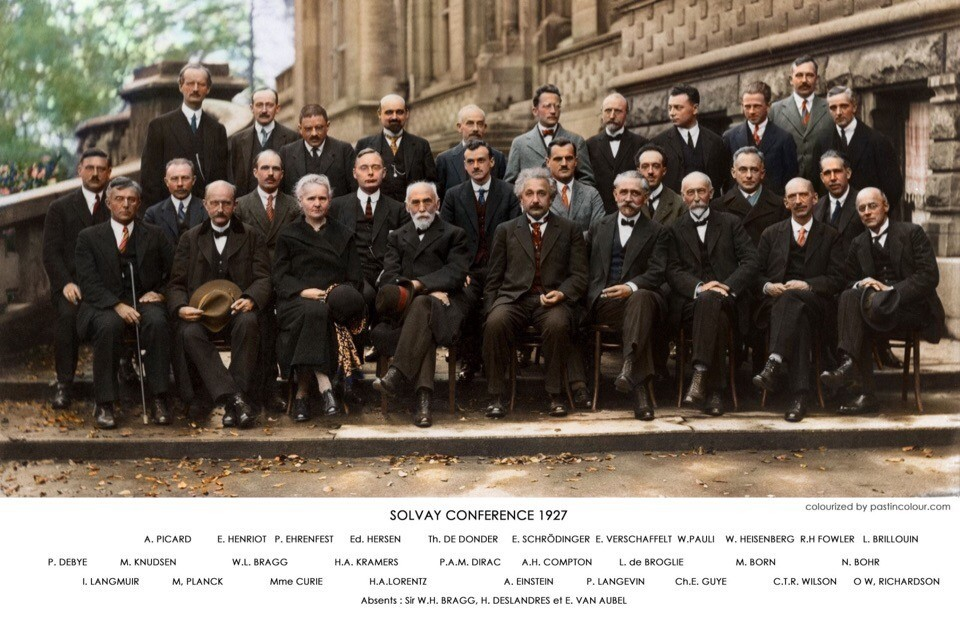 colourized by pastincolour.com
SOLVAY CONFERENCE 1927
A. PICARD E. HENRIOT P. EHRENFEST Ed. HERSEN Th. DE DONDER E. SCHRÖDINGER E. VERSCHAFFELT W.PAULI W. HEISENBERG R.H FOWLER L. BRILLOUIN
P. DEBYE M. KNUDSEN W.L. BRAGG H.A. KRAMERS P.A.M. DIRAC A.H. COMPTON L. de BROGLIE M. BORN N. BOHR
I. LANGMUIR M. PLANCK Mme CURIE H.A.LORENTZ A. EINSTEIN P. LANGEVIN Ch.E. GUYE C.T.R. WILSON O W. RICHARDSON
Absents : Sir W.H. BRAGG, H. DESLANDRES et E. VAN AUBEL